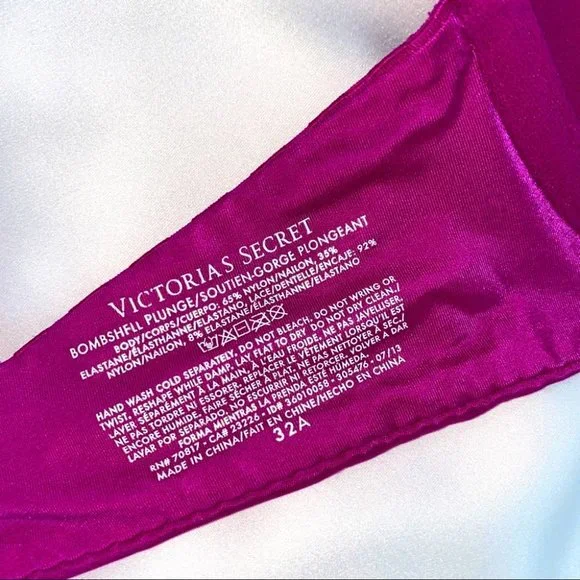 VICTORIA'S SECRET
BOMBSHELL PLUNGE/SOUTIEN-GORGE PLONGEANT
BODY/CORPS/CUERPO: 65% NYLON/NAILON, 35%
ELASTANE/ÉLASTHANNE/ELASTANO, LACE/DENTELLE/ENCAJE: 92%
NYLON/NAILON, 8% ELASTANE/ÉLASTHANNE/ELASTANO
HAND WASH COLD SEPARATELY. DO NOT BLEACH. DO NOT WRING OR
TWIST. RESHAPE WHILE DAMP. LAY FLAT TO DRY. DO NOT DRY CLEAN./
LAVER SÉPARÉMENT À LA MAIN, À L'EAU FROIDE. NE PAS JAVELLISER.
NE PAS TORDRE NI ESSORER. REPLACER LE VÊTEMENT LORSQU'IL EST
ENCORE HUMIDE. FAIRE SÉCHER À PLAT. NE PAS NETTOYER À SEC./
LAVAR POR SEPARADO. NO ESCURRIR NI RETORCER. VOLVER A DAR
FORMA MIENTRAS LA PRENDA ESTÉ HÚMEDA.
RN# 70817 - CA# 23226 - ID# 36010058 - 305476 07/13
MADE IN CHINA/FAIT EN CHINE/HECHO EN CHINA
32A